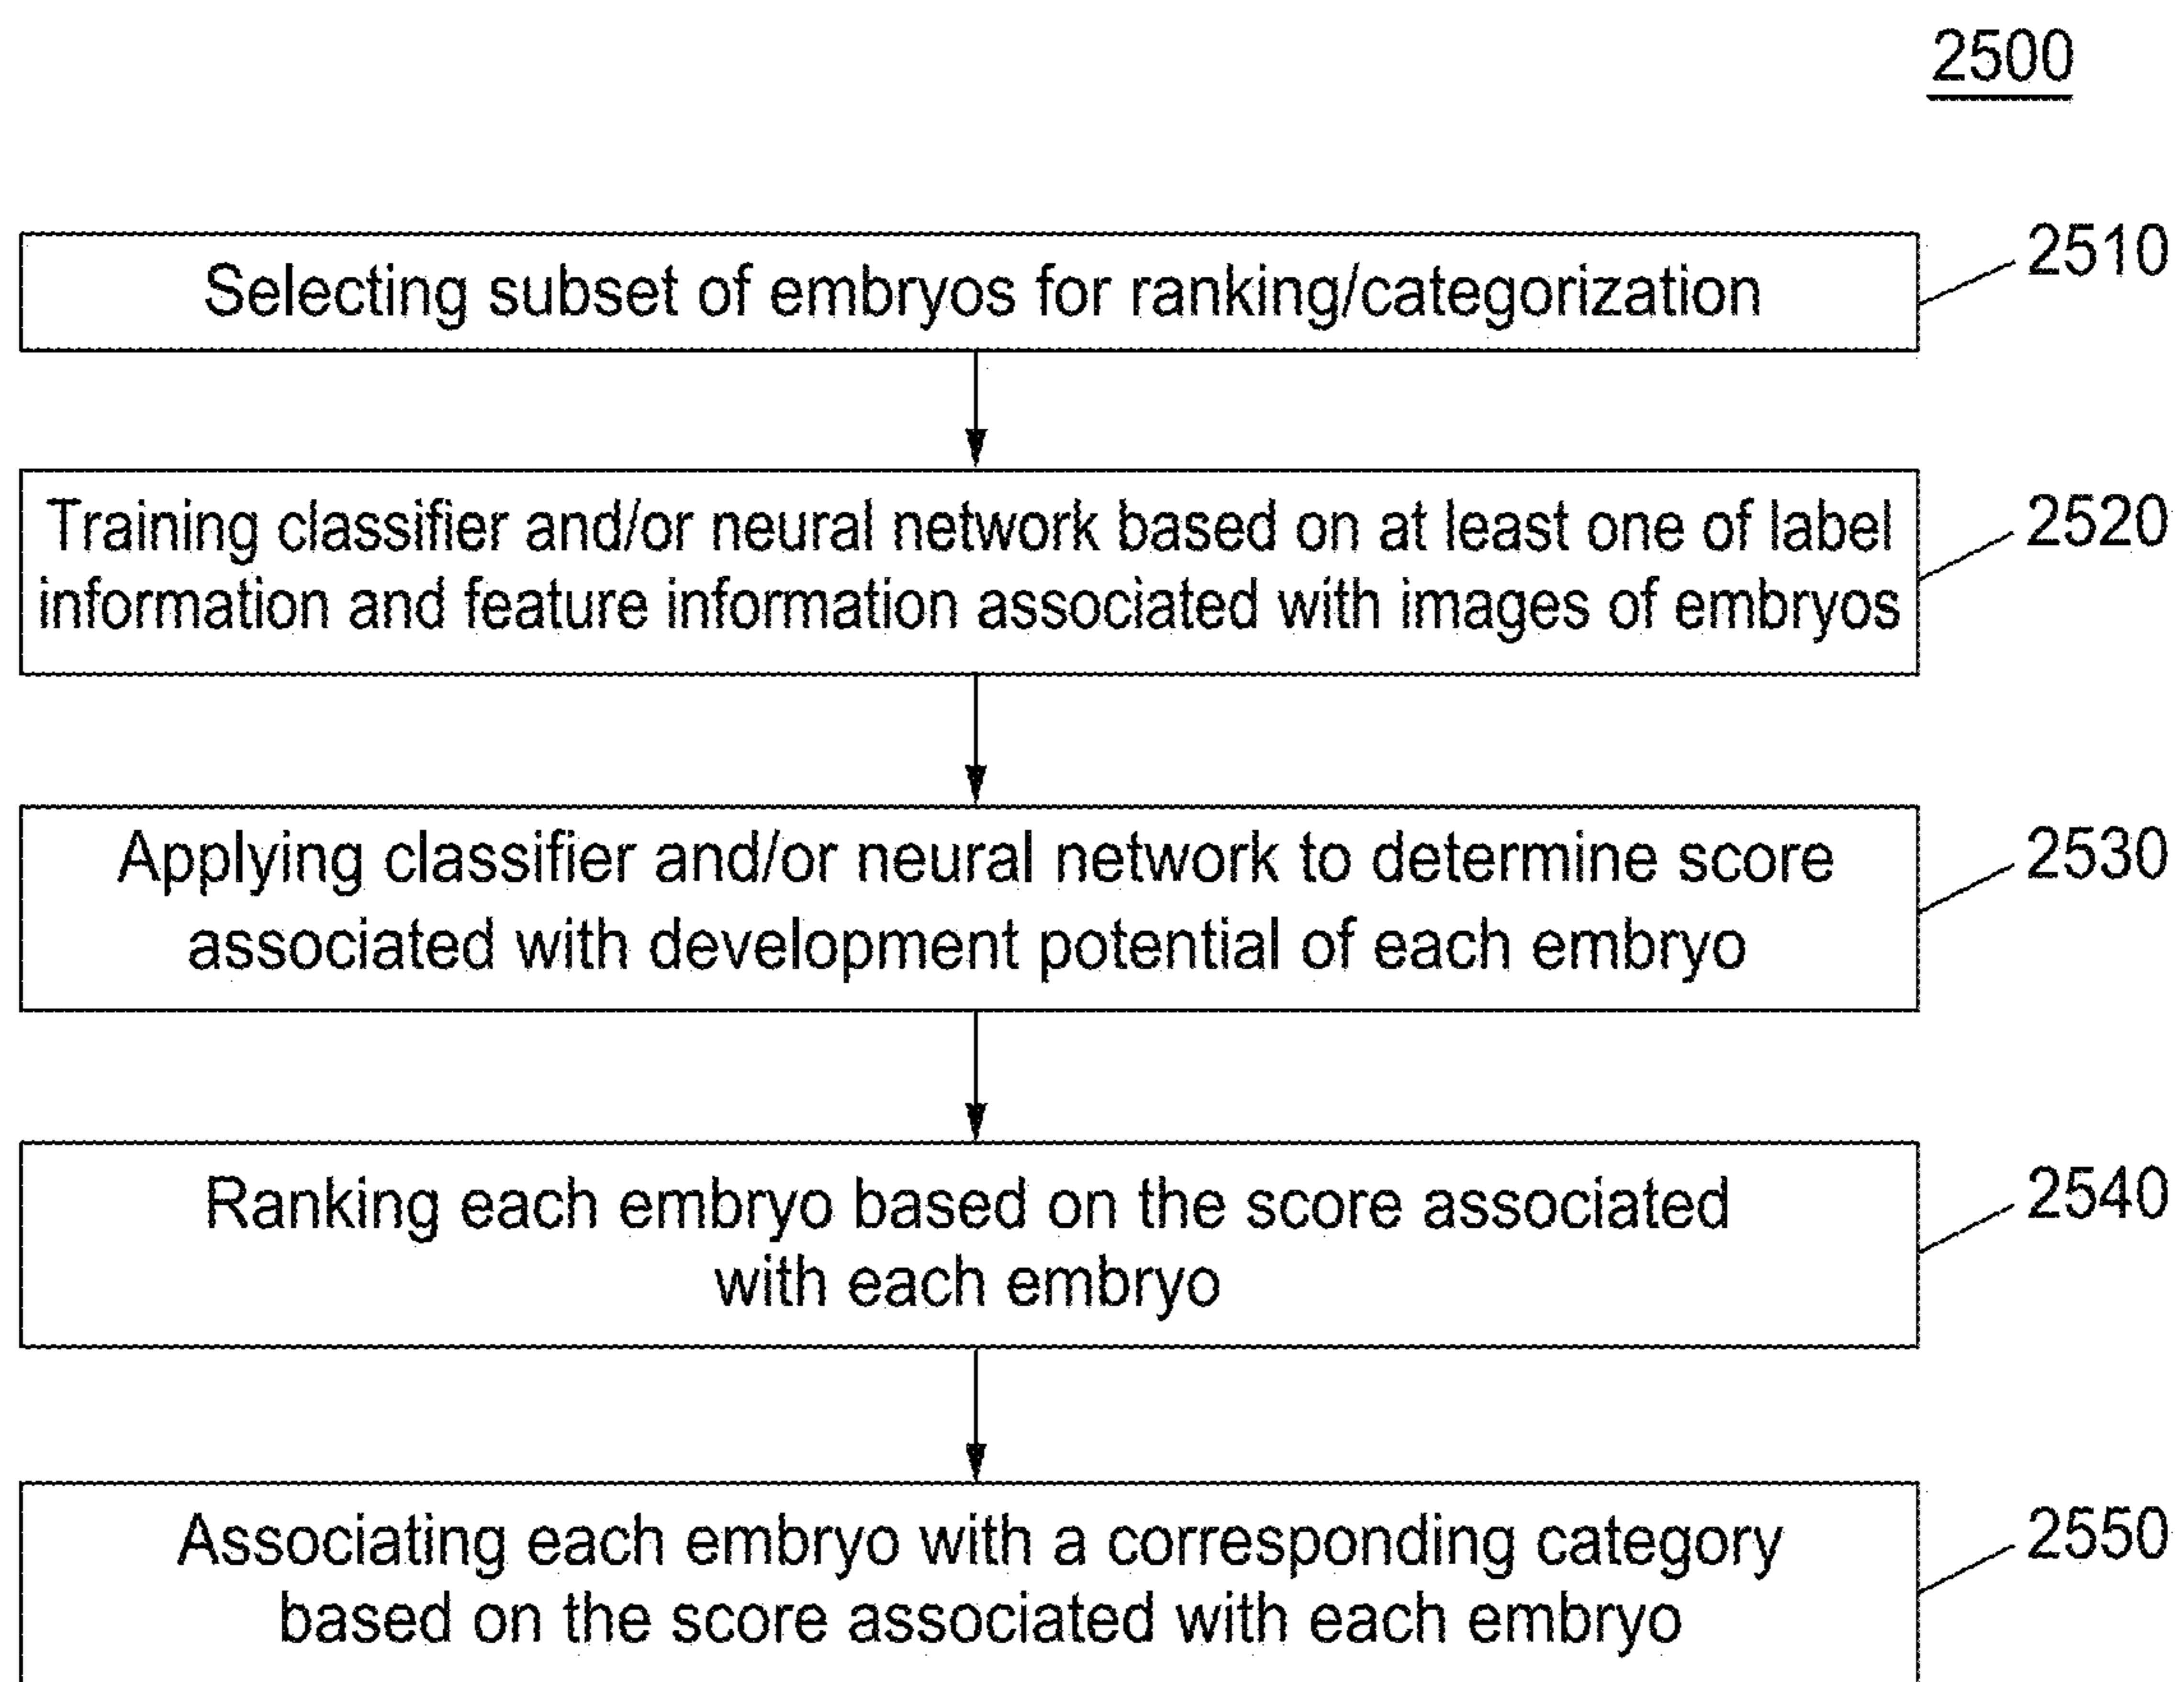 2500
Selecting subset of embryos for ranking/categorization
2510
Training classifier and/or neural network based on at least one of label
information and feature information associated with images of embryos
2520
Applying classifier and/or neural network to determine score
associated with development potential of each embryo
2530
Ranking each embryo based on the score associated
with each embryo
2540
Associating each embryo with a corresponding category
based on the score associated with each embryo
2550